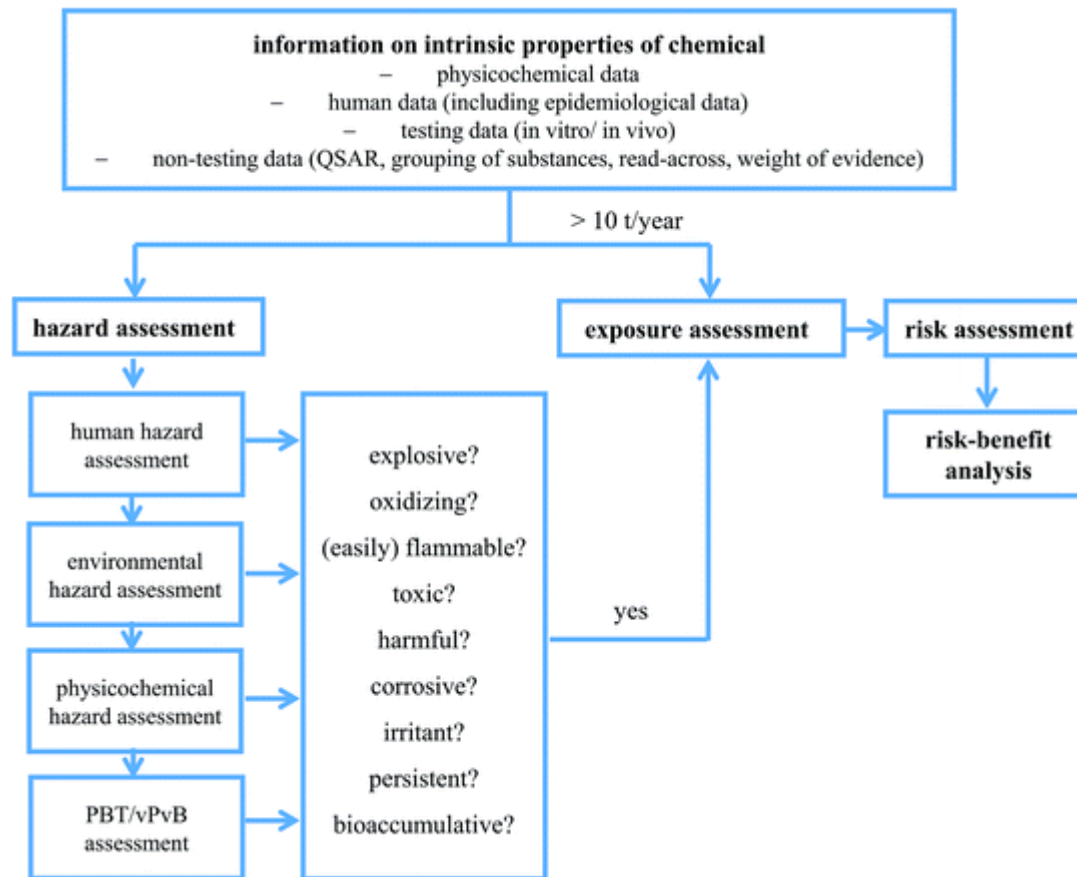 information on intrinsic properties of chemical
– physicochemical data
– human data (including epidemiological data)
– testing data (in vitro/ in vivo)
– non-testing data (QSAR, grouping of substances, read-across, weight of evidence)
> 10 t/year
hazard assessment
exposure assessment
risk assessment
human hazard
assessment
environmental
hazard assessment
physicochemical
hazard assessment
PBT/vPvB
assessment
explosive?
oxidizing?
(easily) flammable?
toxic?
harmful?
corrosive?
irritant?
persistent?
bioaccumulative?
yes
risk-benefit
analysis